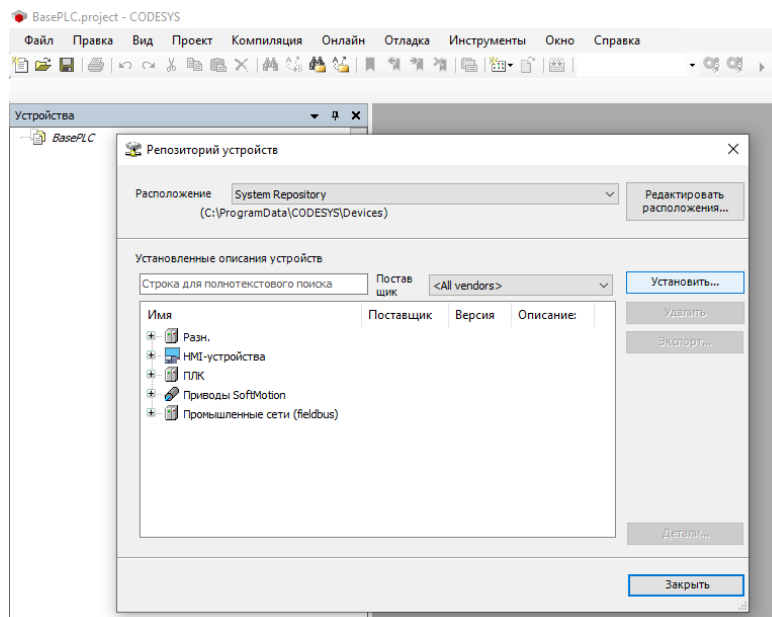 BasePLC.project - CODESYS
Файл Правка Вид Проект Компиляция Онлайн Отладка Инструменты Окно Справка
Устройства
BasePLC
Репозиторий устройств
Расположение System Repository Редактировать расположения...
(C:\ProgramData\CODESYS\Devices)
Установленные описания устройств
Строка для полнотекстового поиска Постав щик <All vendors> Установить...
Имя Поставщик Версия Описание: Удалить
Разн. Экспорт...
HMI-устройства
ПЛК
Приводы SoftMotion
Промышленные сети (fieldbus)
Детали...
Закрыть